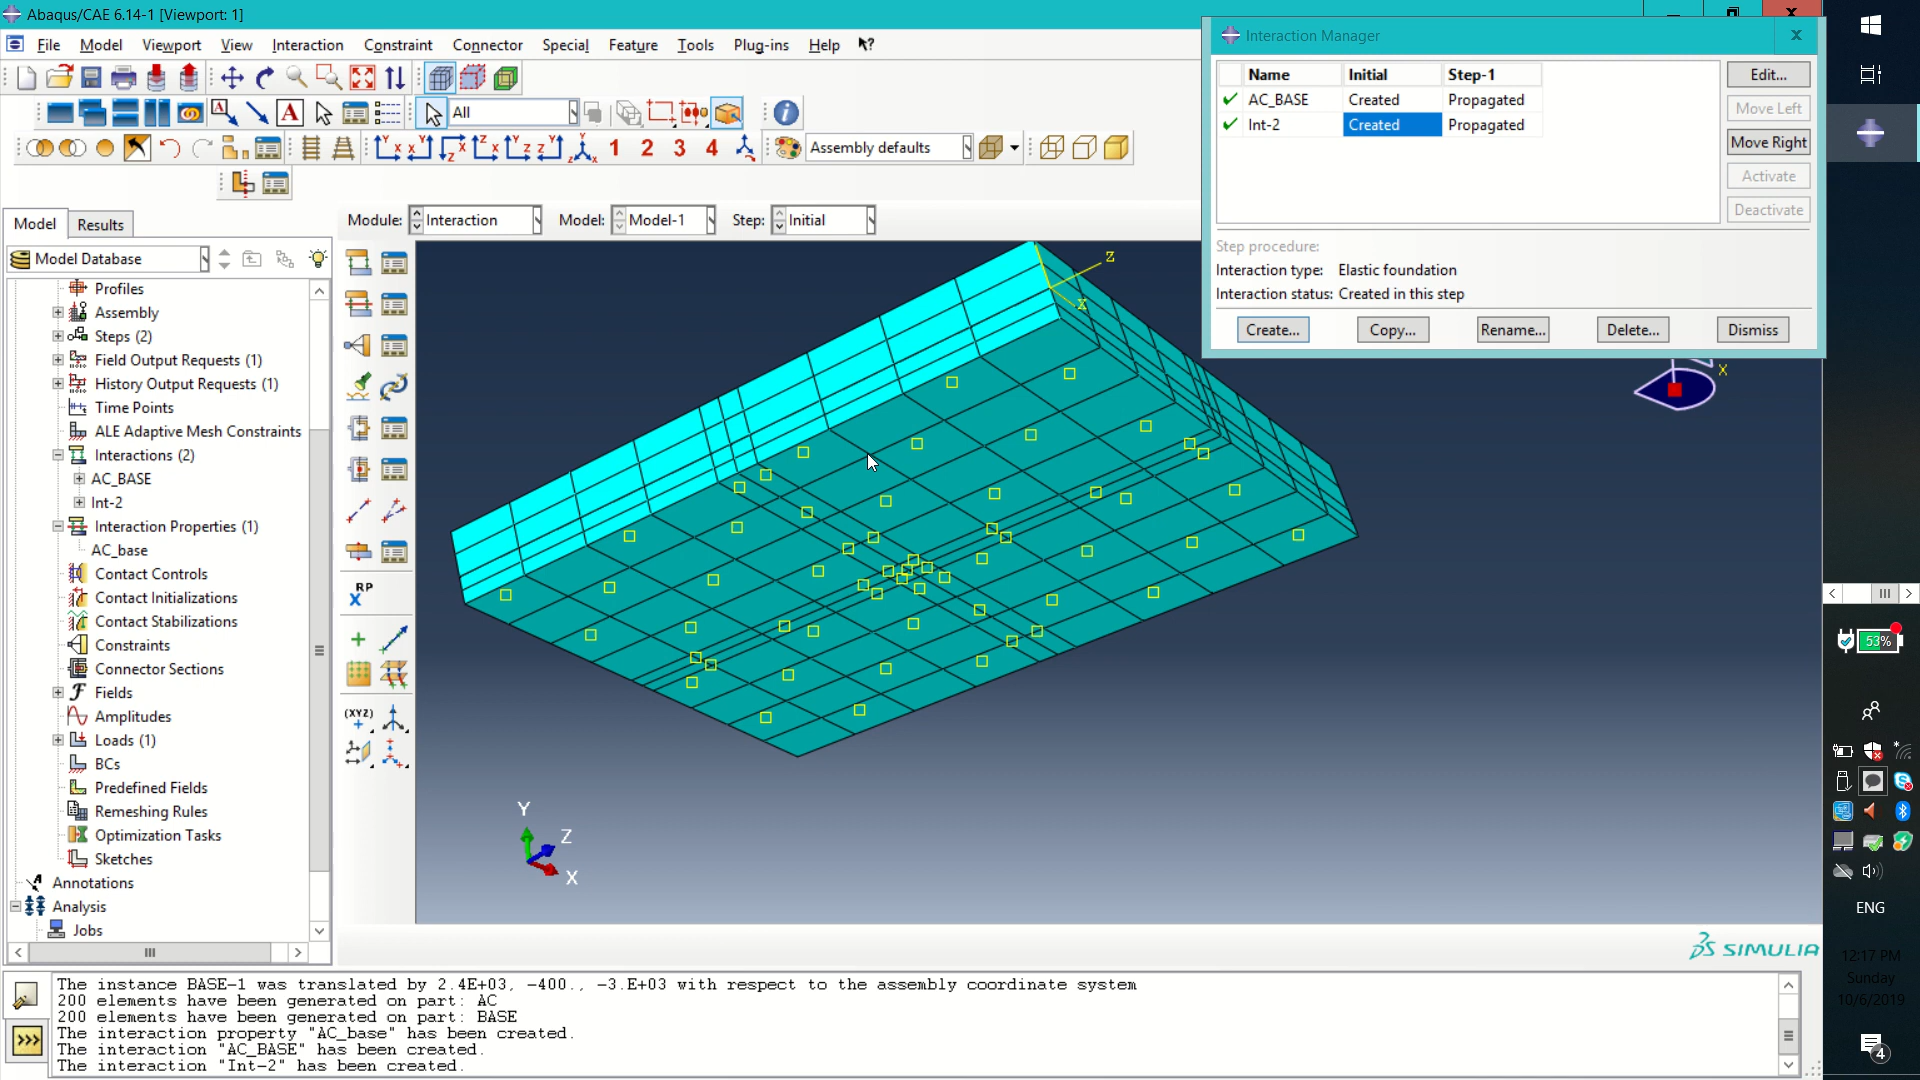 Abaqus/CAE 6.14-1 [Viewport: 1]
File Model Viewport View Interaction Constraint Connector Special Feature Tools Plug-ins Help
All
1 2 3 4
Assembly defaults
Model Results
Module: Interaction Model: Model-1 Step: Initial
Model Database
Profiles
Assembly
Steps (2)
Field Output Requests (1)
History Output Requests (1)
Time Points
ALE Adaptive Mesh Constraints
Interactions (2)
AC_BASE
Int-2
Interaction Properties (1)
AC_base
Contact Controls
Contact Initializations
Contact Stabilizations
Constraints
Connector Sections
Fields
Amplitudes
Loads (1)
BCs
Predefined Fields
Remeshing Rules
Optimization Tasks
Sketches
Annotations
Analysis
Jobs
RP
(XYZ)
Z
X
Y
Z
X
X
Interaction Manager
Name Initial Step-1
AC_BASE Created Propagated
Int-2 Created Propagated
Edit...
Move Left
Move Right
Activate
Deactivate
Step procedure:
Interaction type: Elastic foundation
Interaction status: Created in this step
Create... Copy... Rename... Delete... Dismiss
SIMULIA
The instance BASE-1 was translated by 2.4E+03, -400., -3.E+03 with respect to the assembly coordinate system
200 elements have been generated on part: AC
200 elements have been generated on part: BASE
The interaction property "AC_base" has been created.
The interaction "AC_BASE" has been created.
The interaction "Int-2" has been created.
53%
ENG
12:17 PM
Sunday
10/6/2019
4